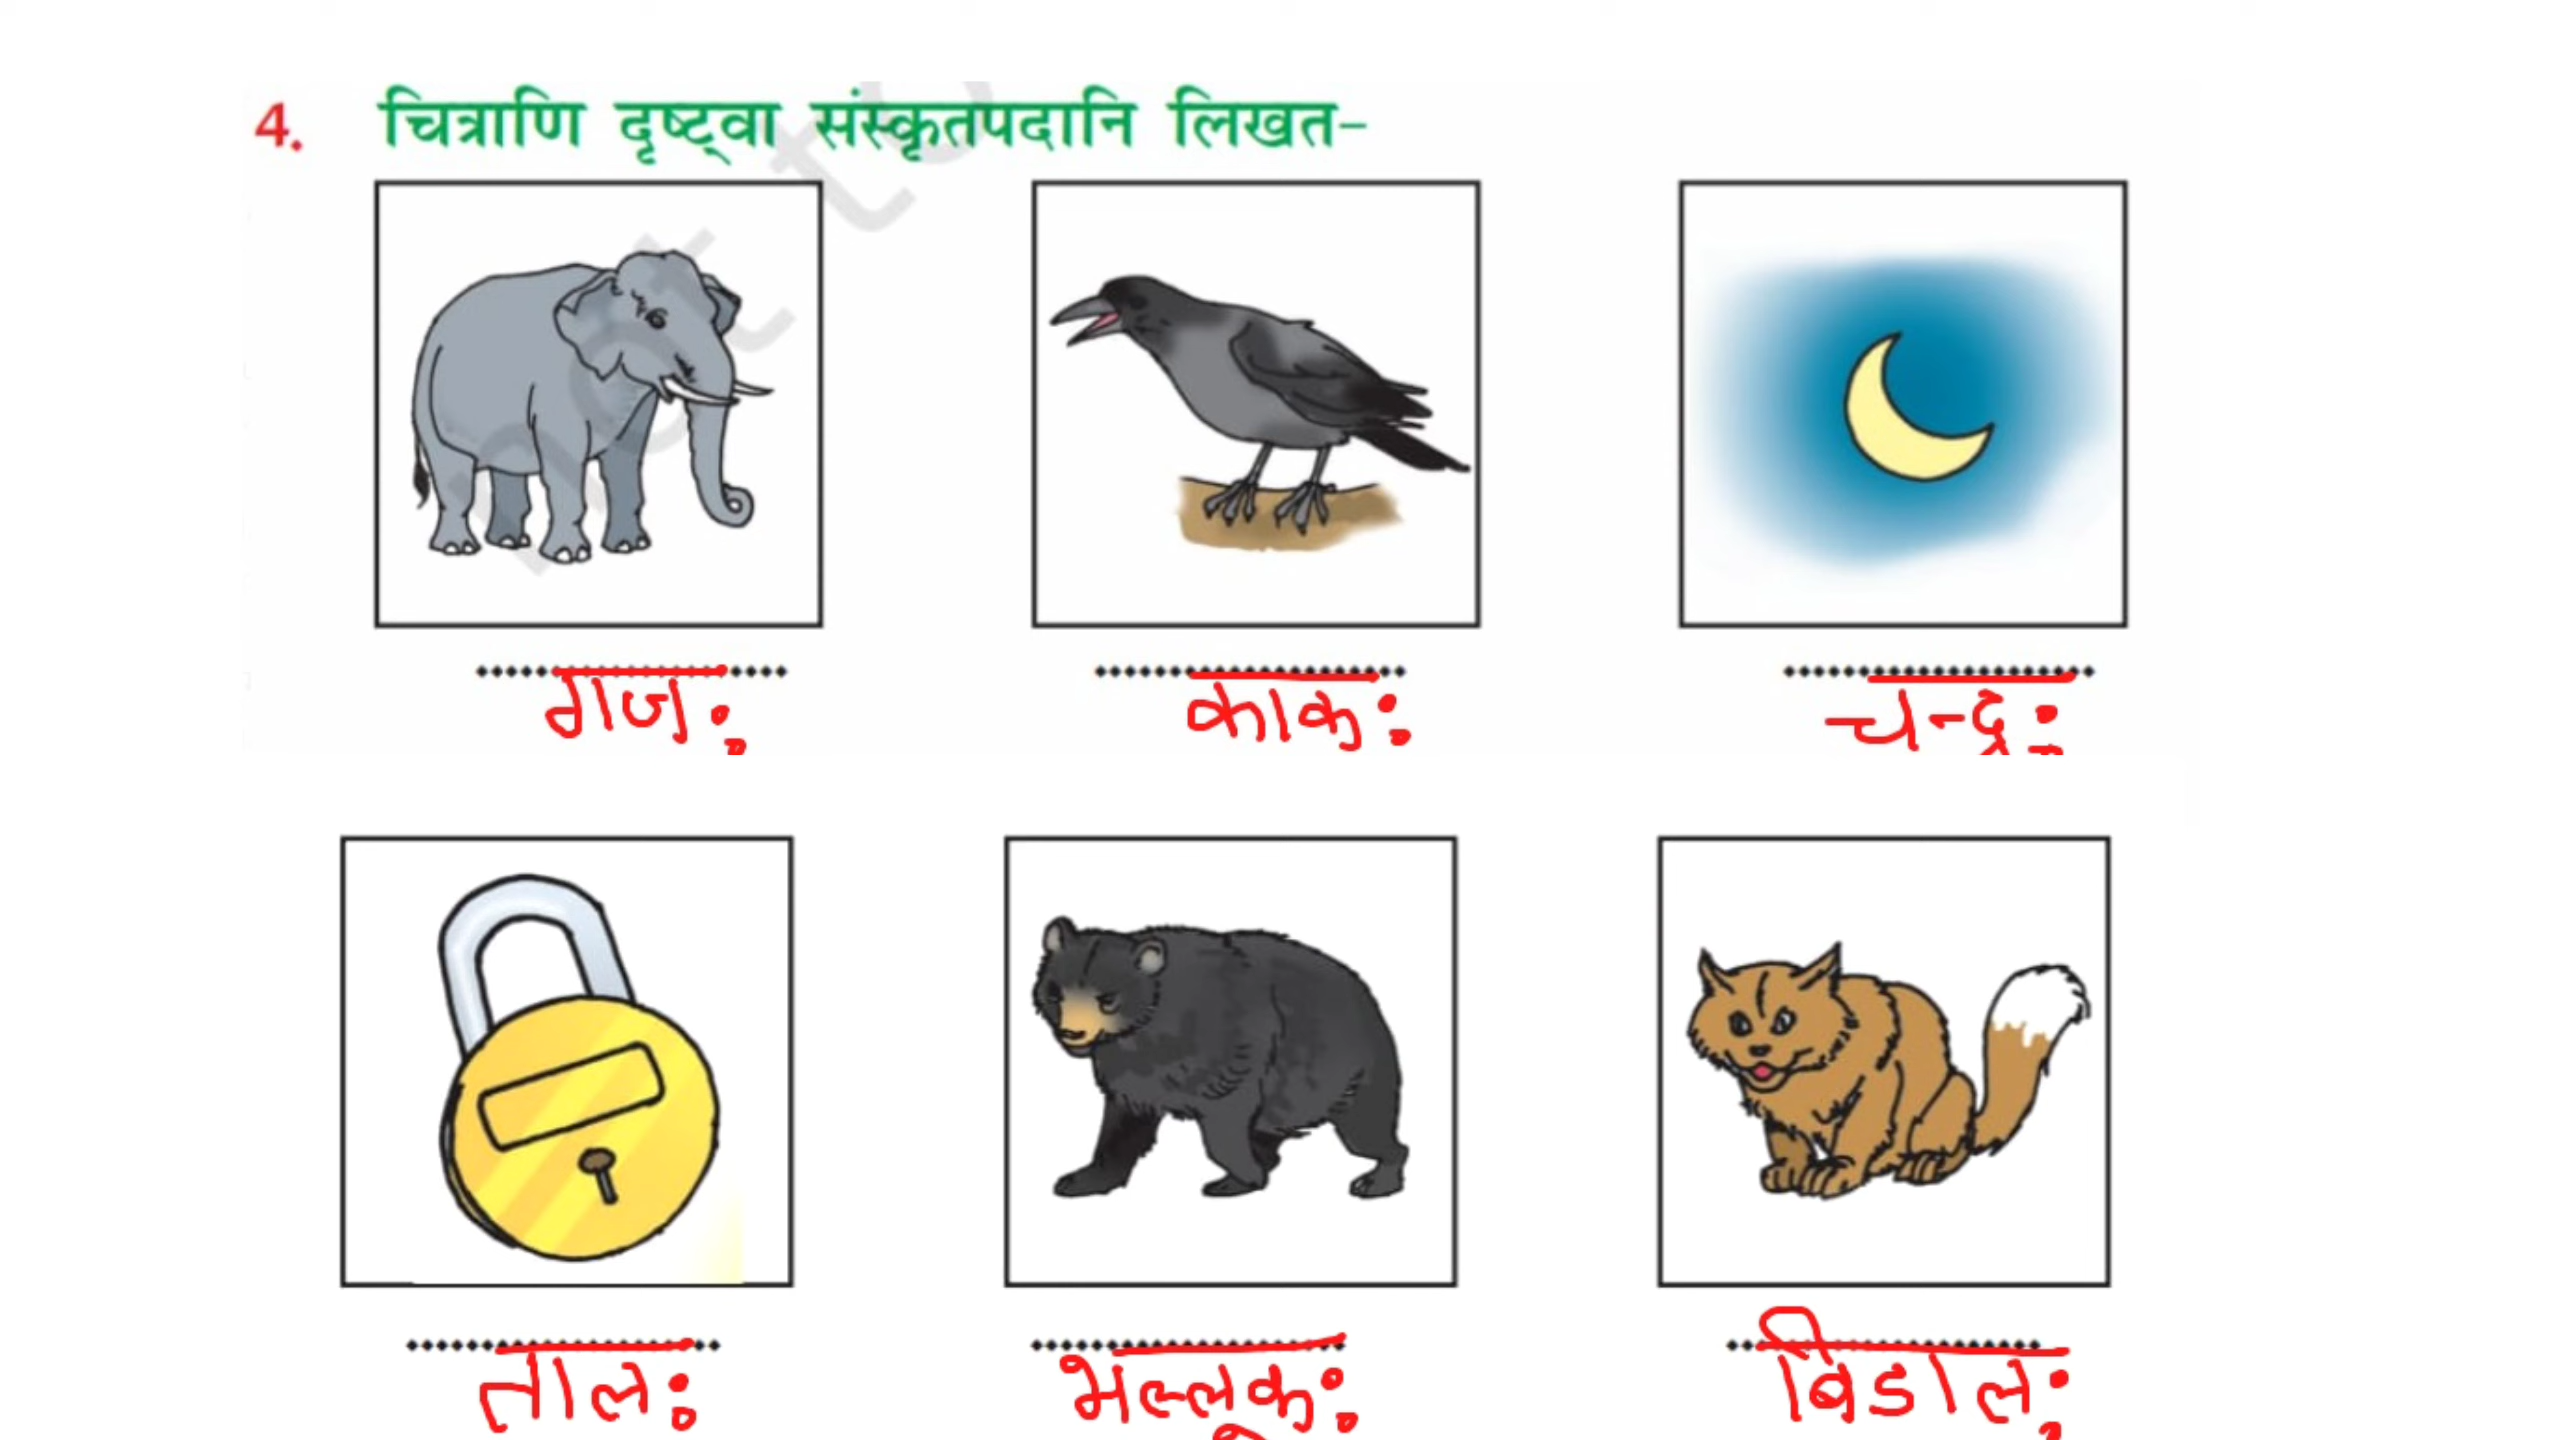 4. चित्राणि दृष्ट्वा संस्कृतपदानि लिखत-
गजः काकः चन्द्रः
तालः भल्लूकः बिडालः